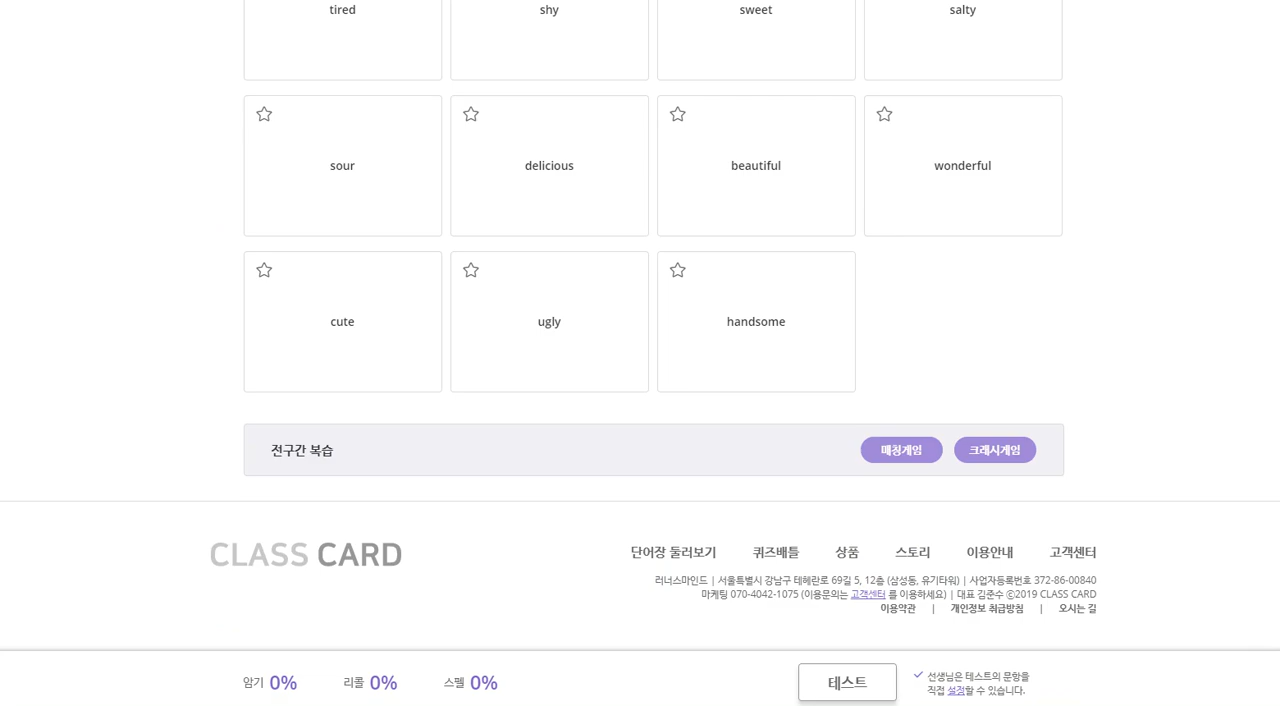 tired shy sweet salty
sour delicious beautiful wonderful
cute ugly handsome
전구간 복습 매칭게임 크래시게임
CLASS CARD
단어장 둘러보기 퀴즈배틀 상품 스토리 이용안내 고객센터
러너스마인드 | 서울특별시 강남구 테헤란로 69길 5, 12층 (삼성동, 유기타워) | 사업자등록번호 372-86-00840
마케팅 070-4042-1075 (이용문의는 고객센터 를 이용하세요) | 대표 김준수 ⓒ2019 CLASS CARD
이용약관 | 개인정보 취급방침 | 오시는 길
암기 0% 리콜 0% 스펠 0% 테스트
선생님은 테스트의 문항을
직접 설정할 수 있습니다.